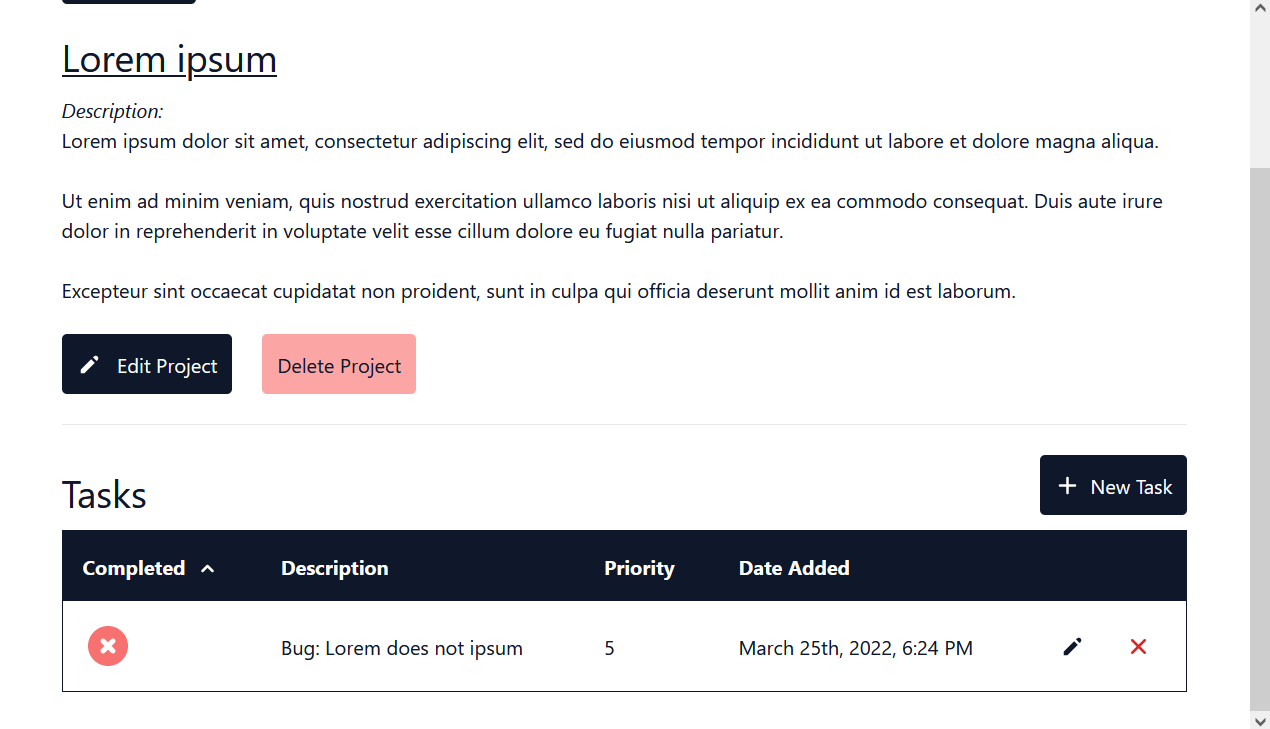 Lorem ipsum
Description:
Lorem ipsum dolor sit amet, consectetur adipiscing elit, sed do eiusmod tempor incididunt ut labore et dolore magna aliqua.
Ut enim ad minim veniam, quis nostrud exercitation ullamco laboris nisi ut aliquip ex ea commodo consequat. Duis aute irure
dolor in reprehenderit in voluptate velit esse cillum dolore eu fugiat nulla pariatur.
Excepteur sint occaecat cupidatat non proident, sunt in culpa qui officia deserunt mollit anim id est laborum.
Edit Project Delete Project
Tasks
New Task
Completed Description Priority Date Added
Bug: Lorem does not ipsum 5 March 25th, 2022, 6:24 PM